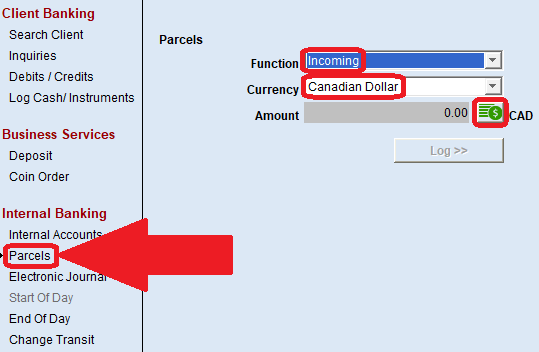 Client Banking
Search Client
Inquiries
Debits / Credits
Log Cash/ Instruments
Business Services
Deposit
Coin Order
Internal Banking
Internal Accounts
Parcels
Electronic Journal
Start Of Day
End Of Day
Change Transit
Parcels
Function Incoming
Currency Canadian Dollar
Amount 0.00 $ CAD
Log >>